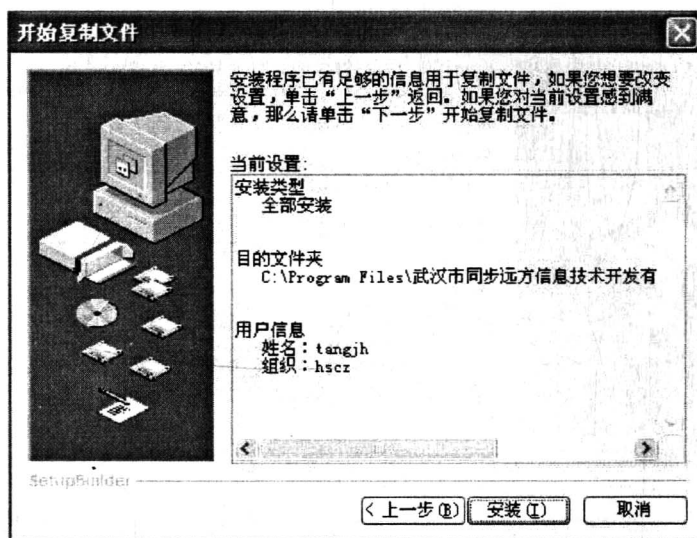 开始复制文件
安装程序已有足够的信息用于复制文件，如果您想要改变
设置，单击“上一步”返回。如果您对当前设置感到满
意，那么请单击“下一步”开始复制文件。
当前设置：
安装类型
全部安装
目的文件夹
C:\Program Files\武汉市同步远方信息技术开发有
用户信息
姓名：tangjh
组织：hscz
SetupBuilder
< 上一步(B)
安装(I)
取消